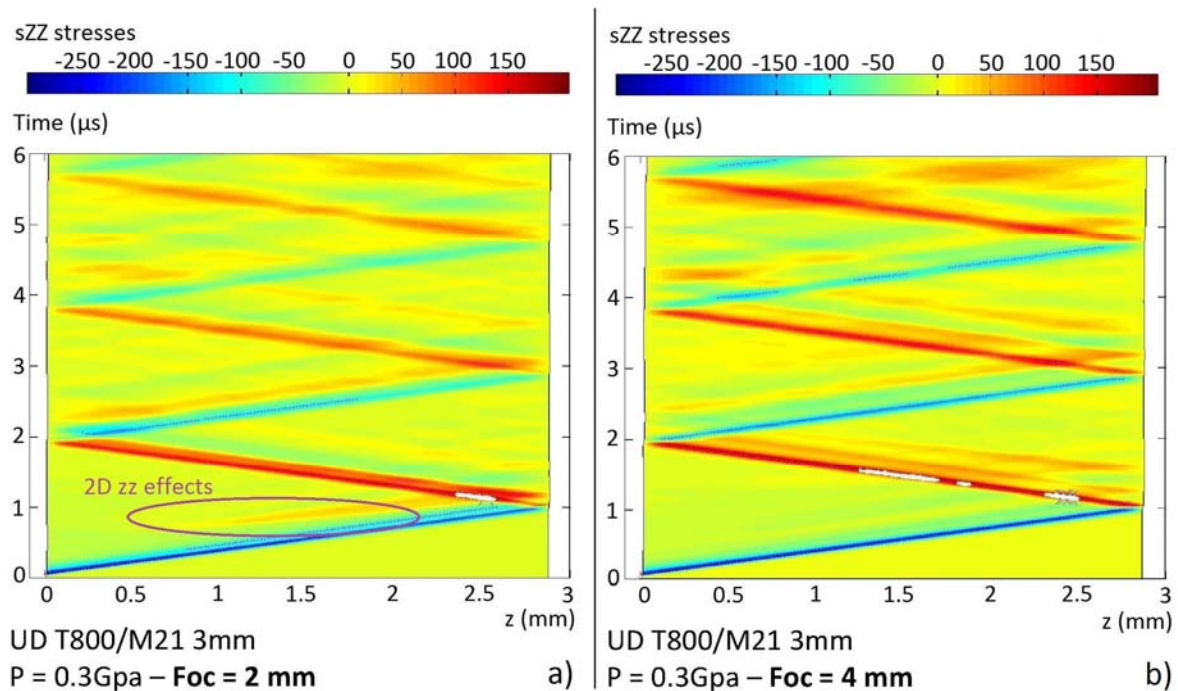 sZZ stresses
-250 -150 -100 -50 0 50 100 150
Time (µs)
6
5
4
3
2
1
0
2D zz effects
0 0.5 1 1.5 2 2.5 3
z (mm)
UD T800/M21 3mm
P = 0.3Gpa – Foc = 2 mm a)
sZZ stresses
-250 -150 -100 -50 0 50 100 150
Time (µs)
6
5
4
3
2
1
0
0 0.5 1 1.5 2 2.5 3
z (mm)
UD T800/M21 3mm
P = 0.3Gpa – Foc = 4 mm b)